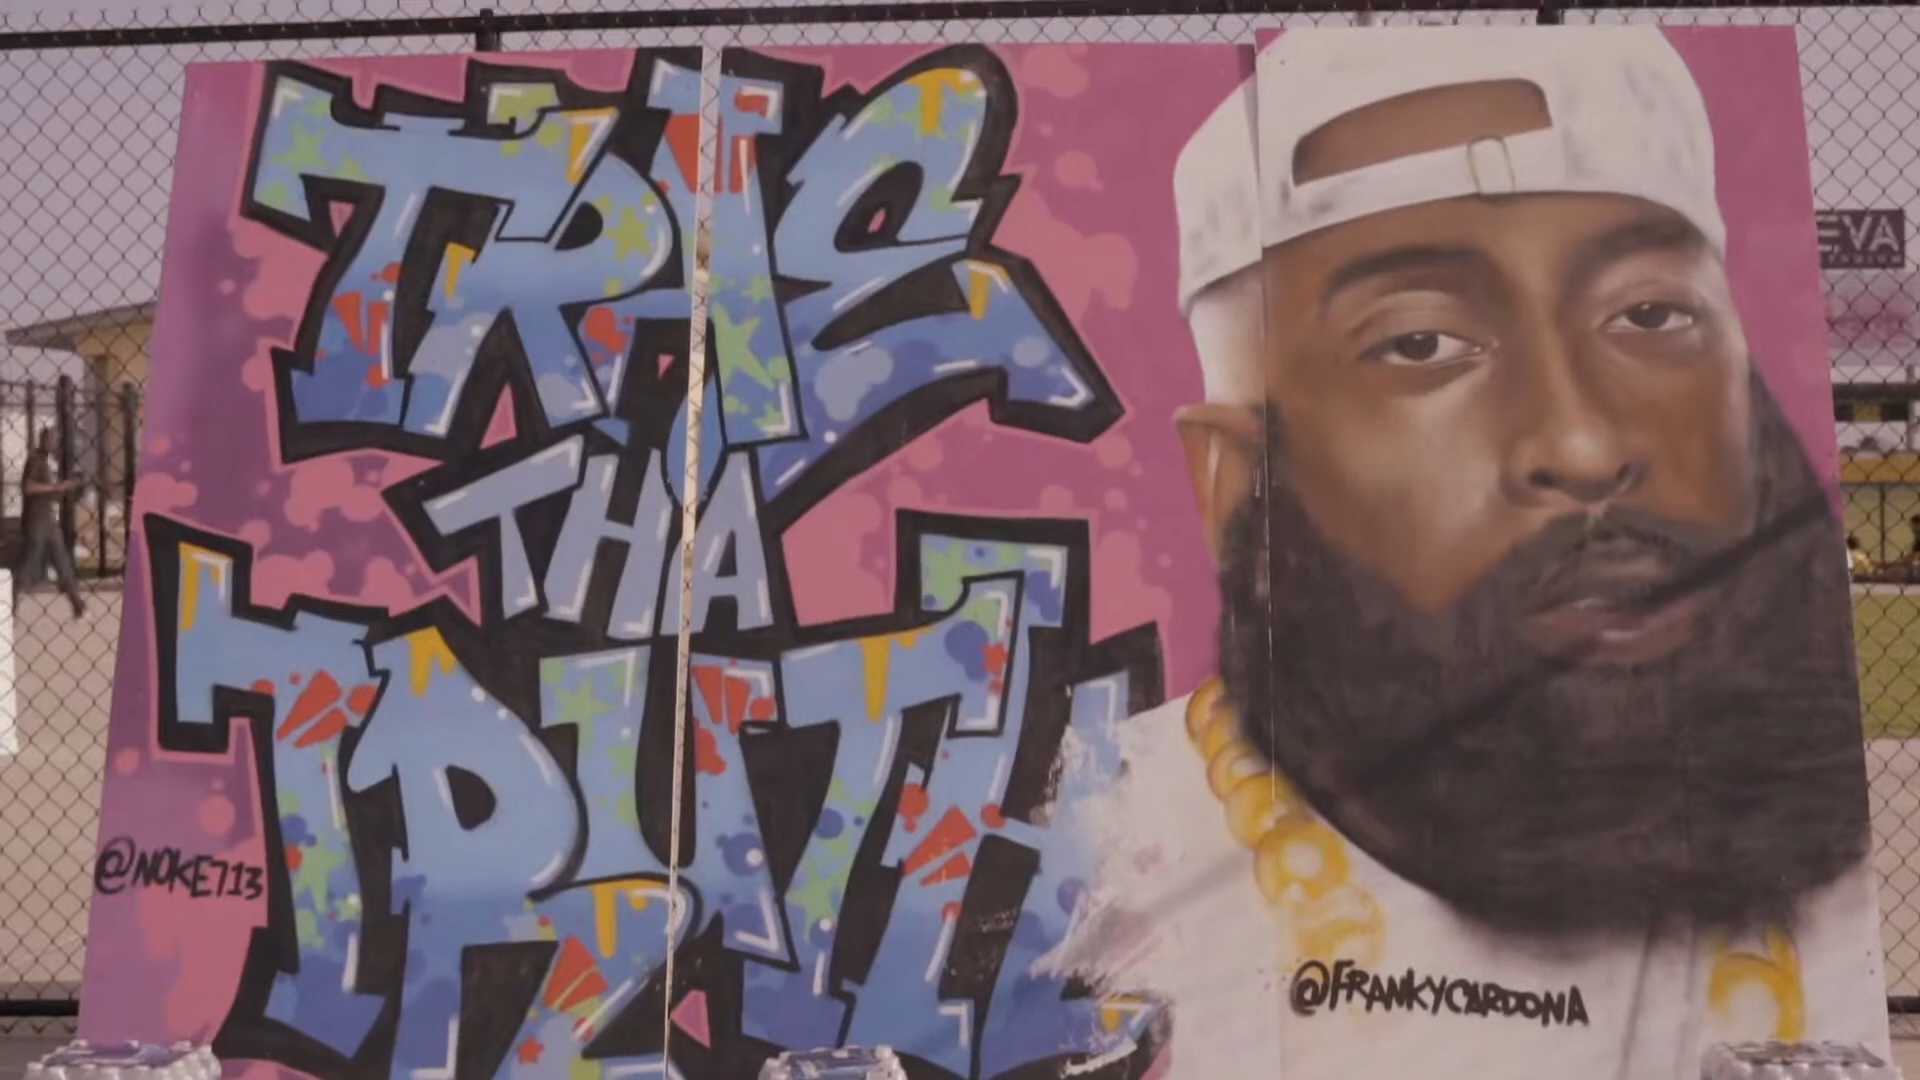 TRAE
THA
TRUTH
EVA
@NOKE713
@FRANKYCARDONA